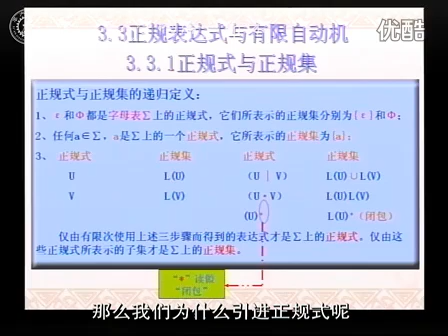 3.3正规表达式与有限自动机
优酷
3.3.1正规式与正规集
正规式与正规集的递归定义：
1、ε和Φ都是字母表Σ上的正规式，它们所表示的正规集分别为{ε}和Φ；
2、任何a∈Σ，a是Σ上的一个正规式，它所表示的正规集为{a}；
3、 正规式 正规集 正规式 正规集
U L(U) (U | V) L(U)∪L(V)
V L(V) (U · V) L(U)L(V)
(U)* L(U)*（闭包）
仅由有限次使用上述三步骤而得到的表达式才是Σ上的正规式，仅由这
些正规式所表示的子集才是Σ上的正规集。
“*”读做
“闭包”
那么我们为什么引进正规式呢